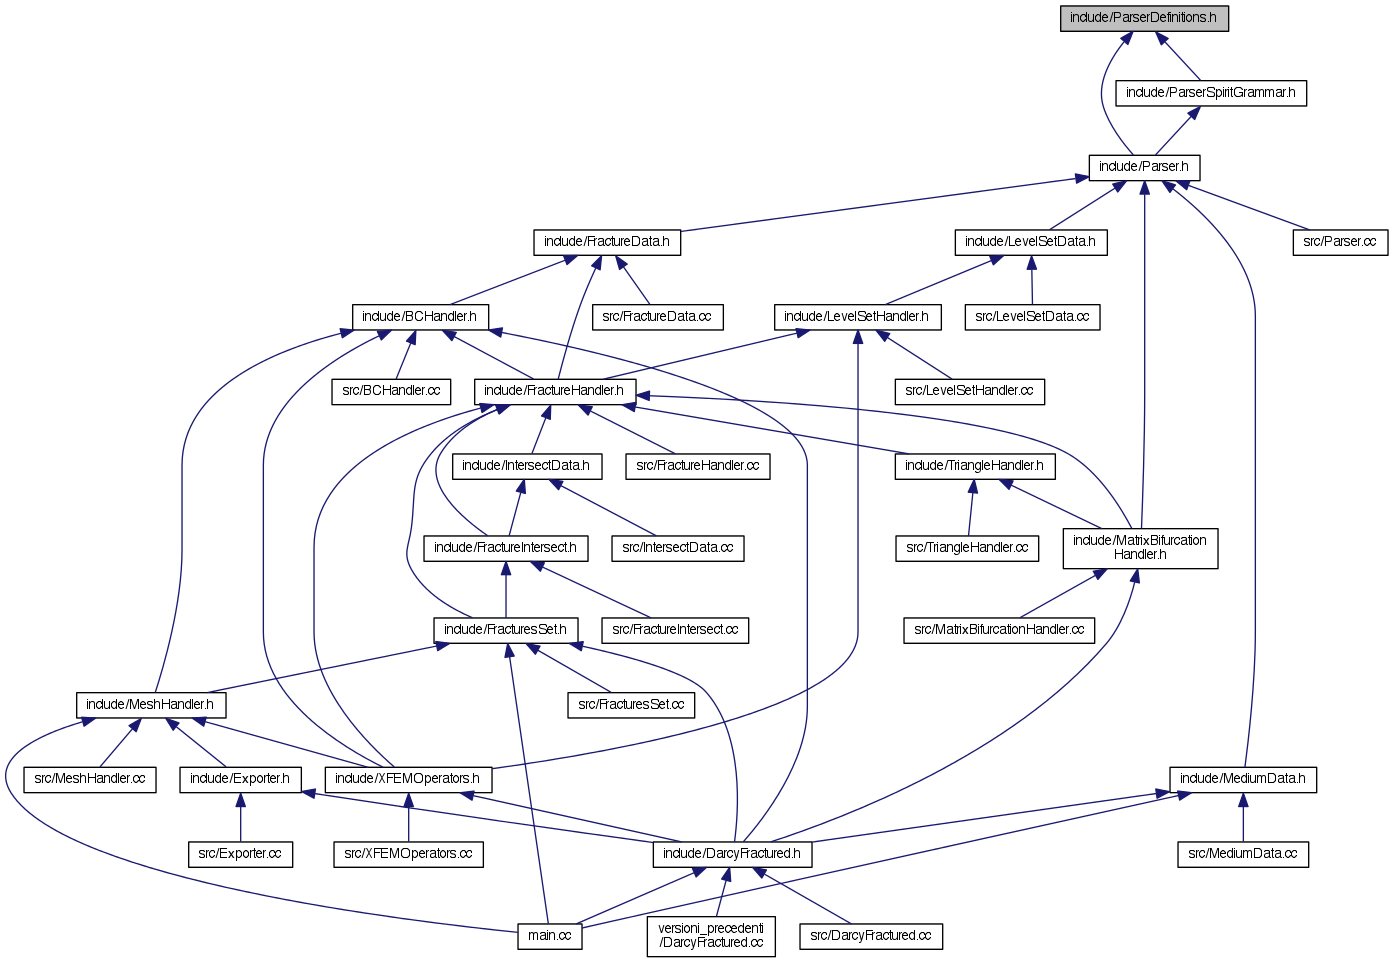 include/ParserDefinitions.h
include/ParserSpiritGrammar.h
include/Parser.h
include/FractureData.h
include/LevelSetData.h
src/Parser.cc
include/BCHandler.h
src/FractureData.cc
include/LevelSetHandler.h
src/LevelSetData.cc
src/BCHandler.cc
include/FractureHandler.h
src/LevelSetHandler.cc
include/IntersectData.h
src/FractureHandler.cc
include/TriangleHandler.h
include/FractureIntersect.h
src/IntersectData.cc
src/TriangleHandler.cc
include/MatrixBifurcation
Handler.h
include/FracturesSet.h
src/FractureIntersect.cc
src/MatrixBifurcationHandler.cc
include/MeshHandler.h
src/FracturesSet.cc
src/MeshHandler.cc
include/Exporter.h
include/XFEMOperators.h
include/MediumData.h
src/Exporter.cc
src/XFEMOperators.cc
include/DarcyFractured.h
src/MediumData.cc
main.cc
versioni_precedenti
/DarcyFractured.cc
src/DarcyFractured.cc